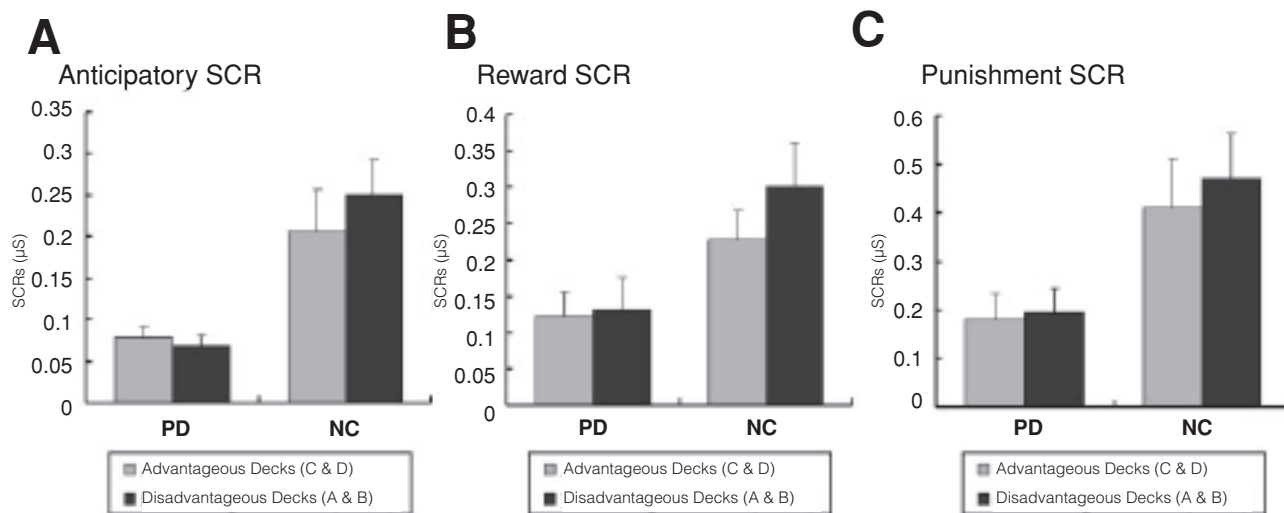 A
Anticipatory SCR
0.35
0.3
0.25
0.2
0.15
0.1
0.05
0
SCRs (µS)
PD NC
Advantageous Decks (C & D)
Disadvantageous Decks (A & B)
B
Reward SCR
0.4
0.35
0.3
0.25
0.2
0.15
0.1
0.05
0
SCRs (µS)
PD NC
Advantageous Decks (C & D)
Disadvantageous Decks (A & B)
C
Punishment SCR
0.6
0.5
0.4
0.3
0.2
0.1
0
SCRs (µS)
PD NC
Advantageous Decks (C & D)
Disadvantageous Decks (A & B)